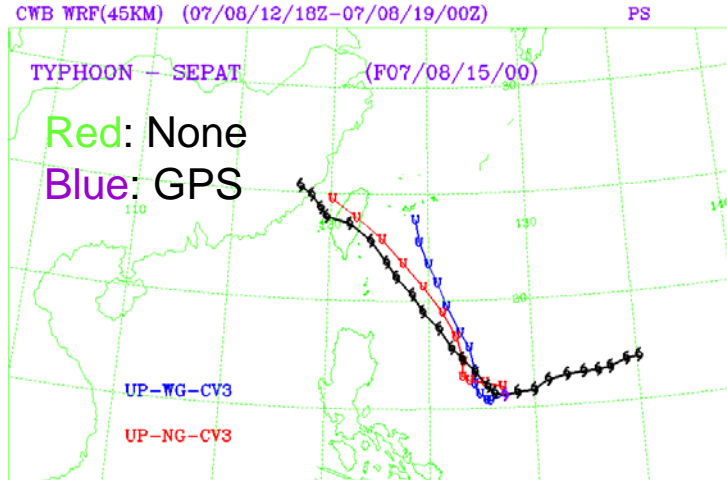 CWB WRF(45KM) (07/08/12/18Z-07/08/19/00Z) PS
TYPHOON - SEPAT (F07/08/15/00)
Red: None
Blue: GPS
110
130
140
20
UP-WG-CV3
UP-NG-CV3